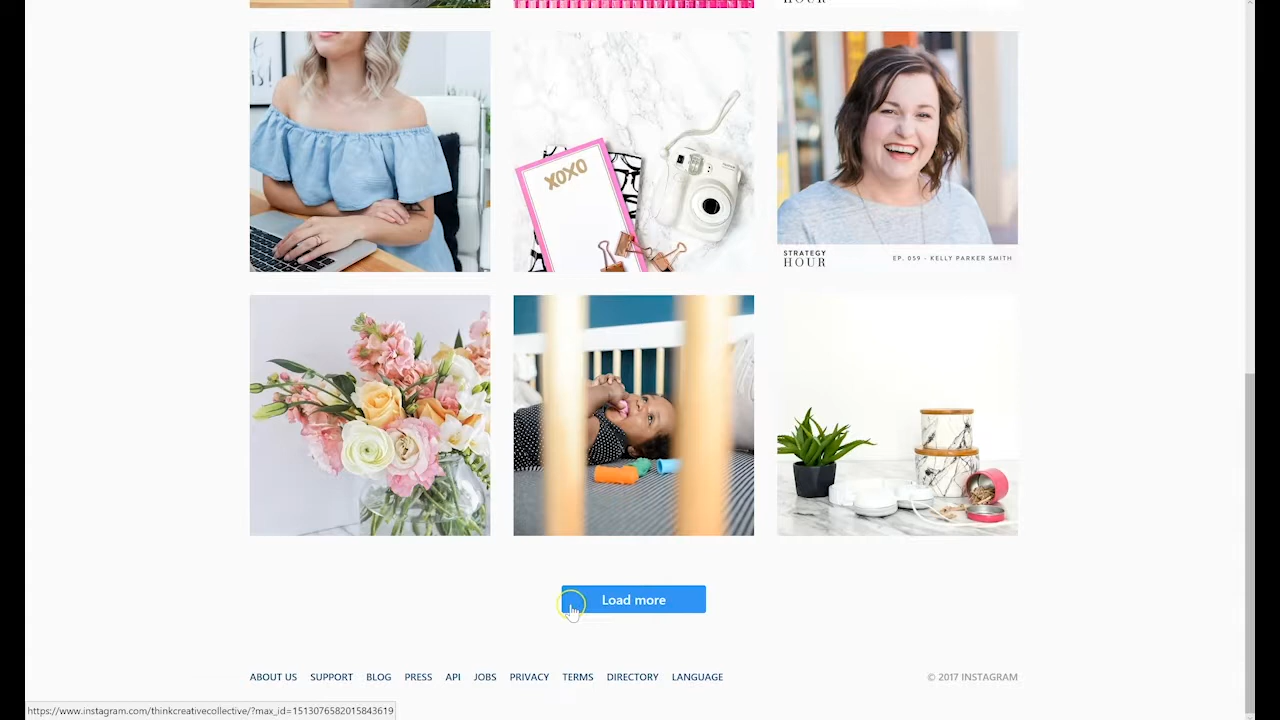 HOUR
XOXO
STRATEGY
HOUR
EP. 059 - KELLY PARKER SMITH
Load more
ABOUT US SUPPORT BLOG PRESS API JOBS PRIVACY TERMS DIRECTORY LANGUAGE
© 2017 INSTAGRAM
https://www.instagram.com/thinkcreativecollective/?max_id=1513076582015843619